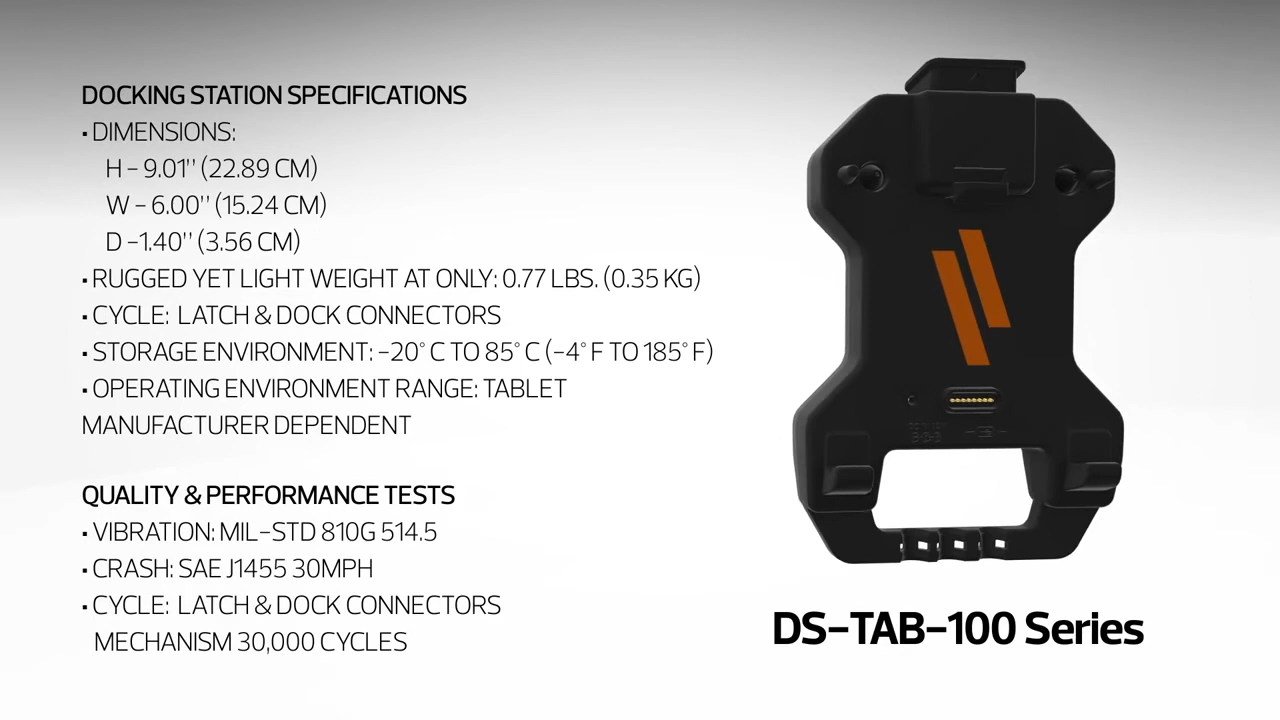 DOCKING STATION SPECIFICATIONS
▪ DIMENSIONS:
H – 9.01'' (22.89 CM)
W – 6.00'' (15.24 CM)
D –1.40'' (3.56 CM)
▪ RUGGED YET LIGHT WEIGHT AT ONLY: 0.77 LBS. (0.35 KG)
▪ CYCLE: LATCH & DOCK CONNECTORS
▪ STORAGE ENVIRONMENT: –20° C TO 85° C (–4° F TO 185° F)
▪ OPERATING ENVIRONMENT RANGE: TABLET
MANUFACTURER DEPENDENT
QUALITY & PERFORMANCE TESTS
▪ VIBRATION: MIL–STD 810G 514.5
▪ CRASH: SAE J1455 30MPH
▪ CYCLE: LATCH & DOCK CONNECTORS
MECHANISM 30,000 CYCLES
DS–TAB–100 Series